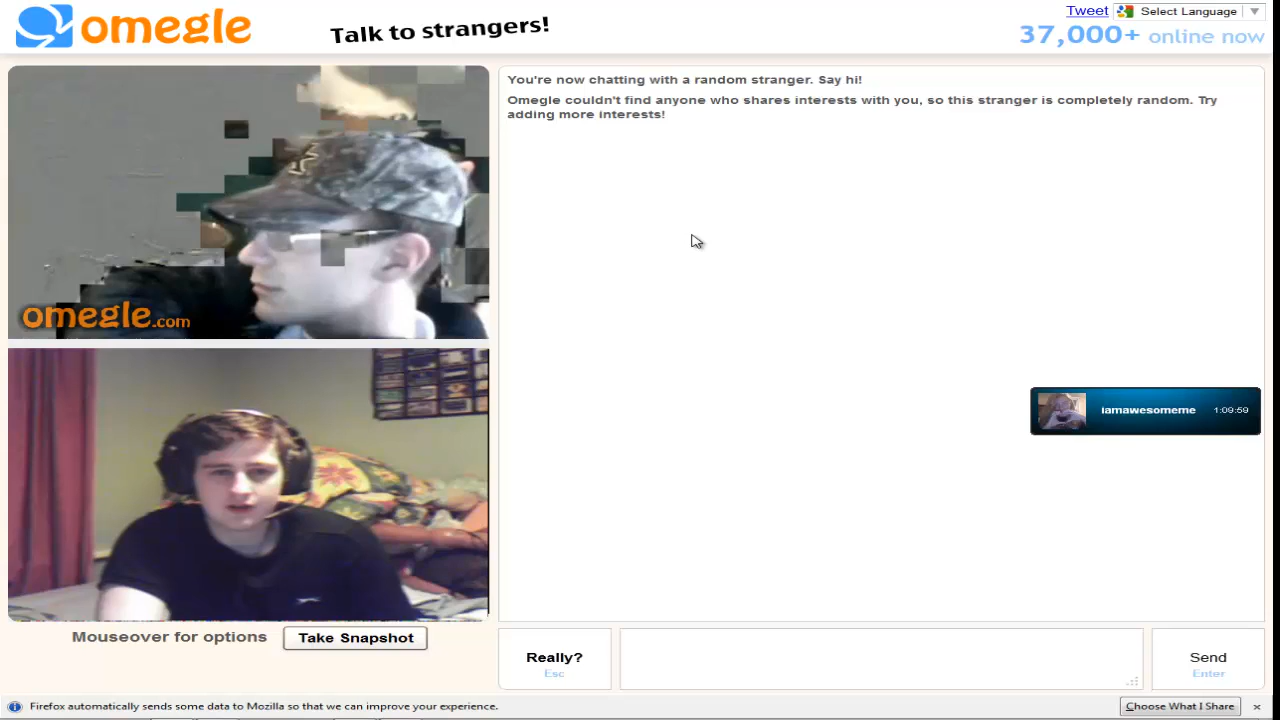 omegle
Talk to strangers!
Tweet
Select Language
37,000+ online now
You're now chatting with a random stranger. Say hi!
Omegle couldn't find anyone who shares interests with you, so this stranger is completely random. Try
adding more interests!
omegle.com
iamawesomeme 1:09:59
Mouseover for options
Take Snapshot
Really?
Esc
Send
Enter
Firefox automatically sends some data to Mozilla so that we can improve your experience.
Choose What I Share